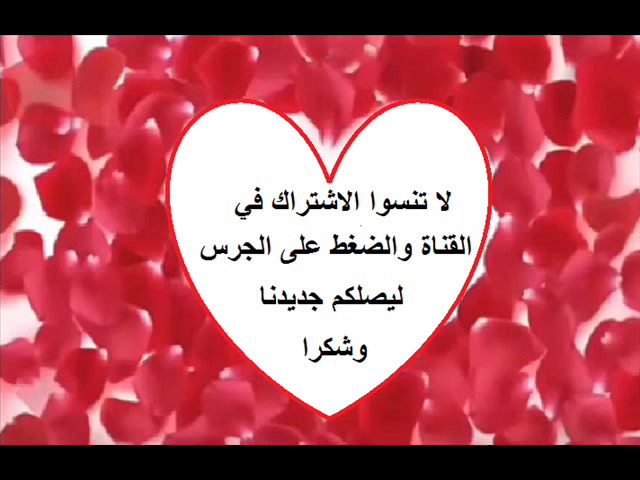 لا تنسوا الاشتراك في
القناة والضغط على الجرس
ليصلكم جديدنا
وشكرا